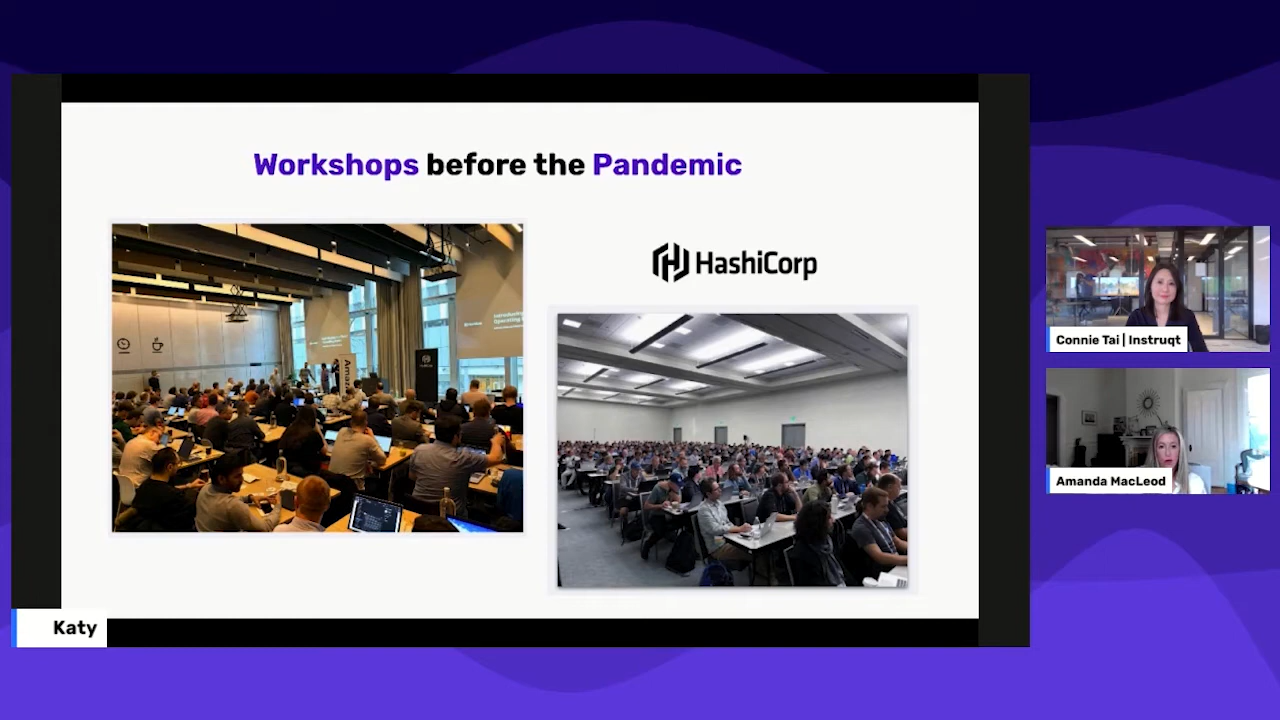 Workshops before the Pandemic
HashiCorp
Connie Tai | Instruqt
Amanda MacLeod
Katy